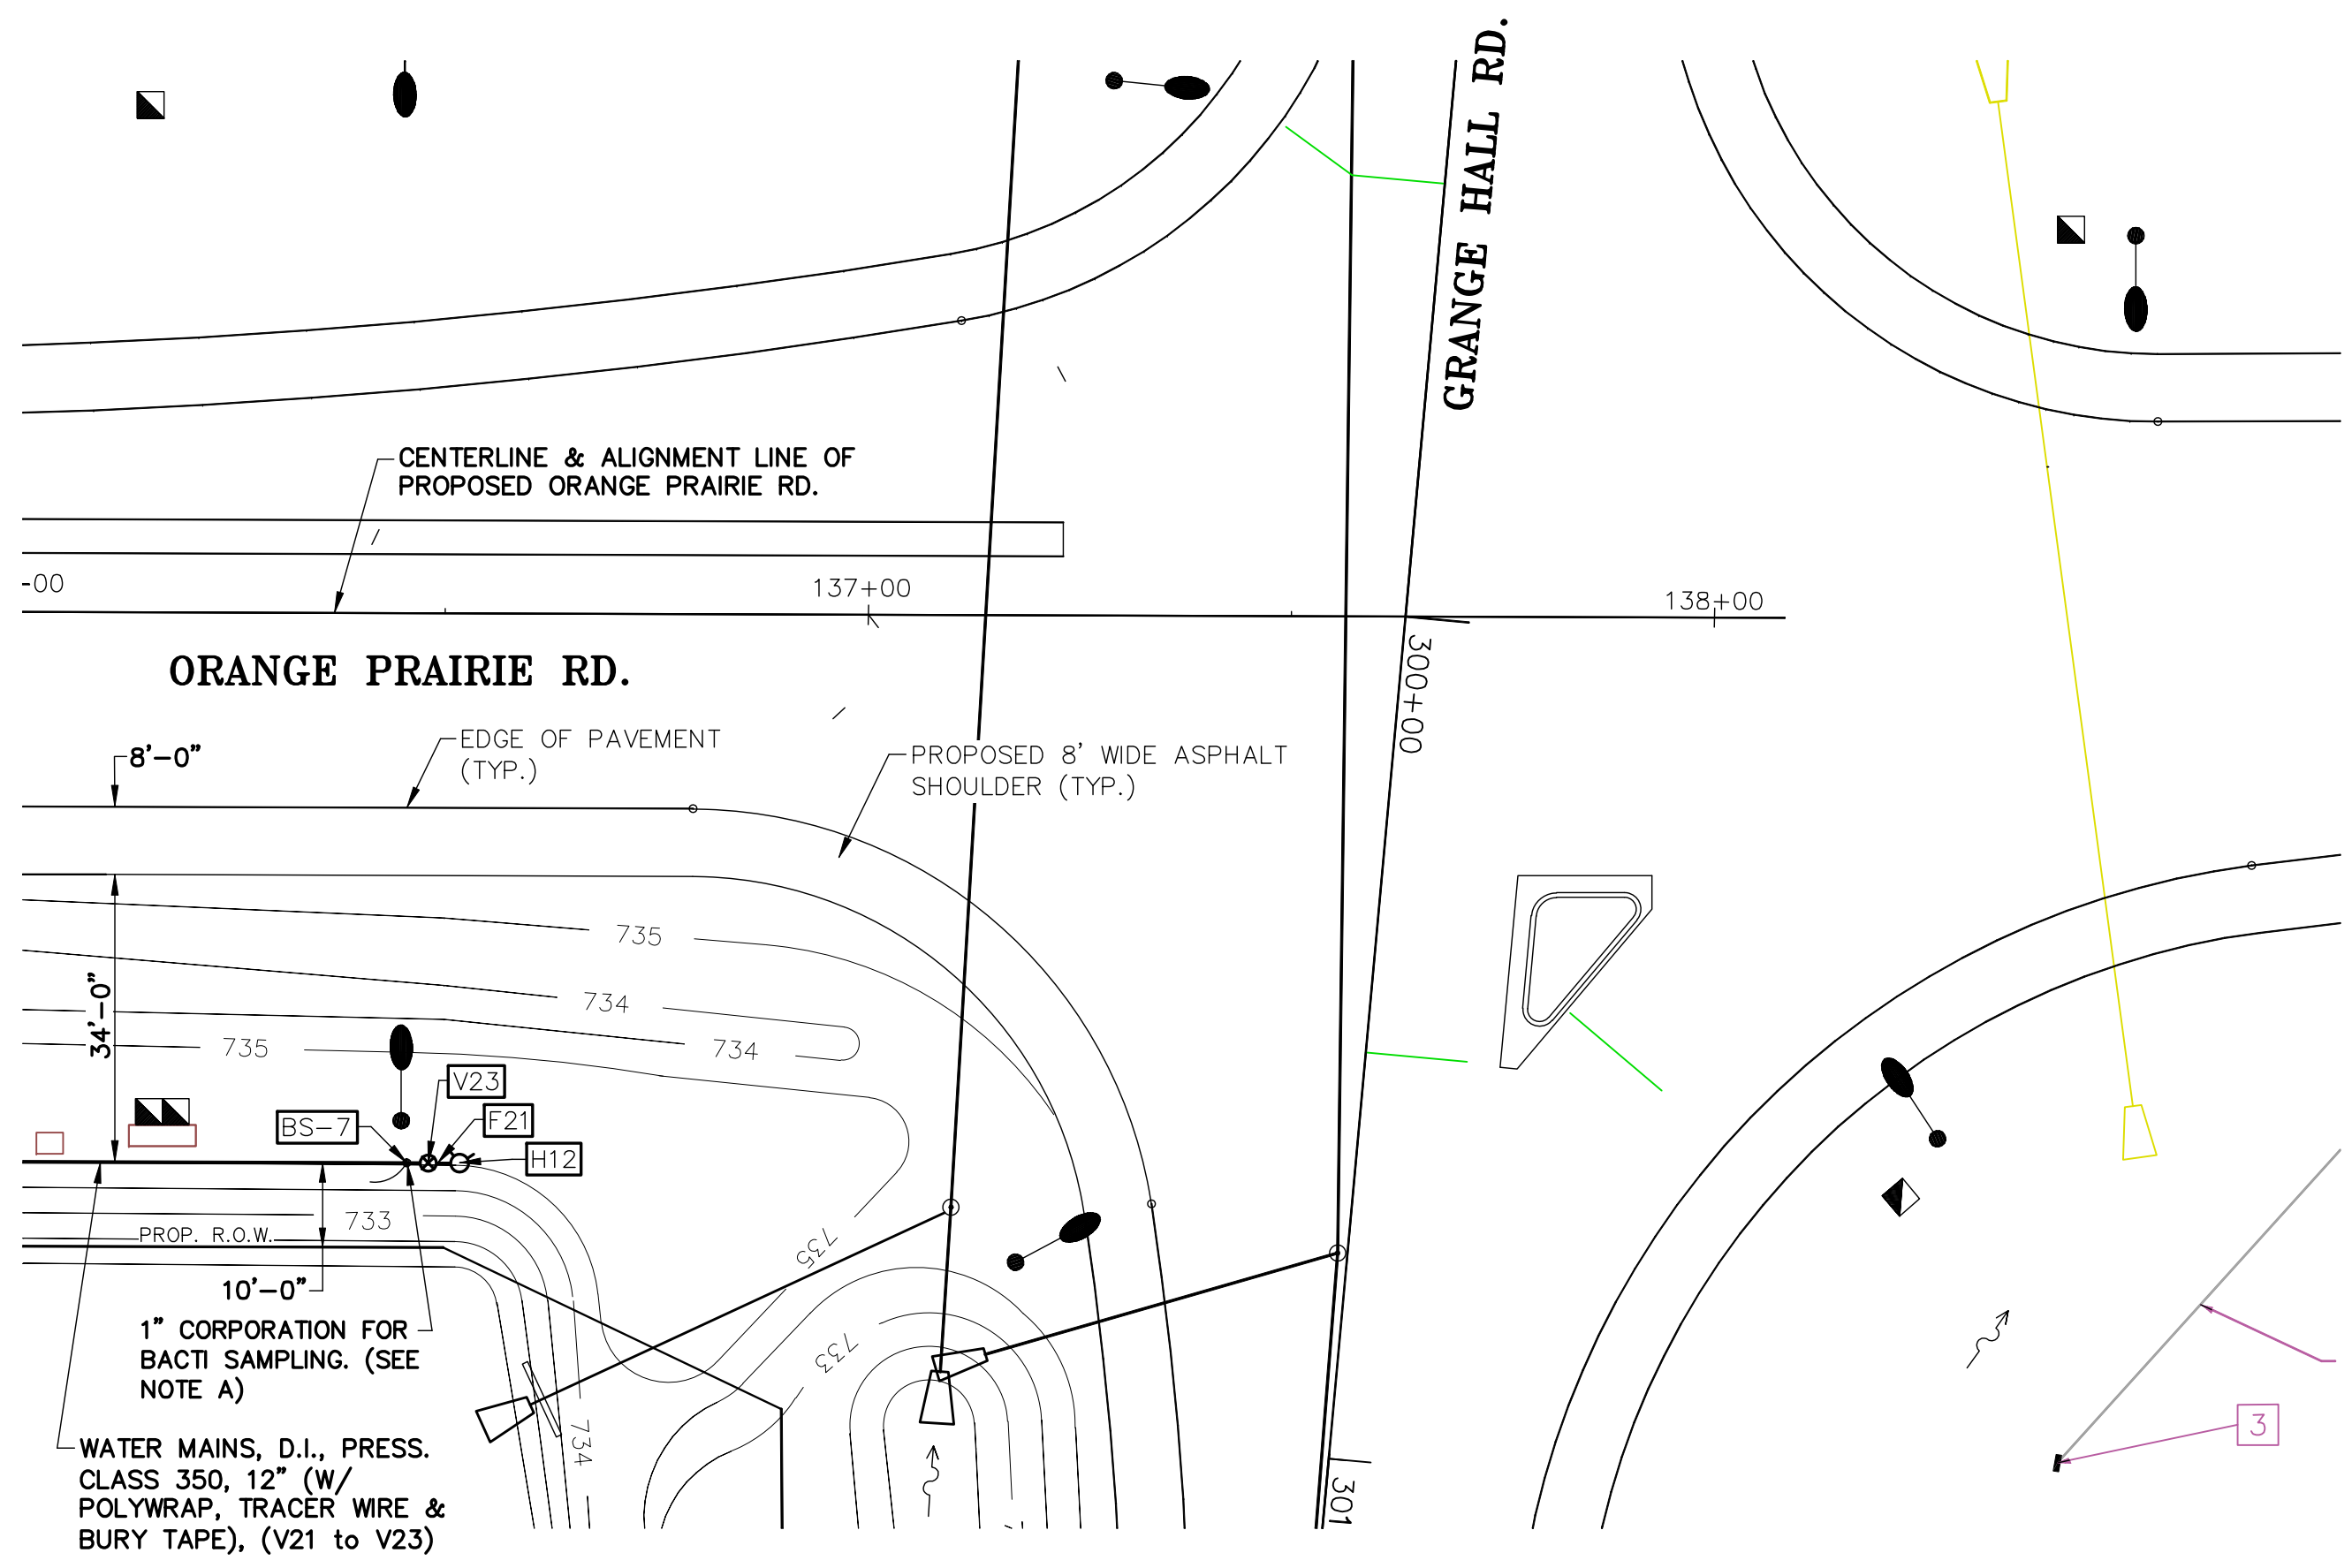 GRANGE HALL RD.
CENTERLINE & ALIGNMENT LINE OF
PROPOSED ORANGE PRAIRIE RD.
-00
137+00
138+00
300+00
ORANGE PRAIRIE RD.
8'-0"
EDGE OF PAVEMENT
(TYP.)
PROPOSED 8' WIDE ASPHALT
SHOULDER (TYP.)
735
734
34'-0"
735
734
V23
F21
BS-7
H12
733
PROP. R.O.W.
735
10'-0"
1" CORPORATION FOR
BACTI SAMPLING. (SEE
NOTE A)
733
734
3
301
WATER MAINS, D.I., PRESS.
CLASS 350, 12" (W/
POLYWRAP, TRACER WIRE &
BURY TAPE), (V21 to V23)